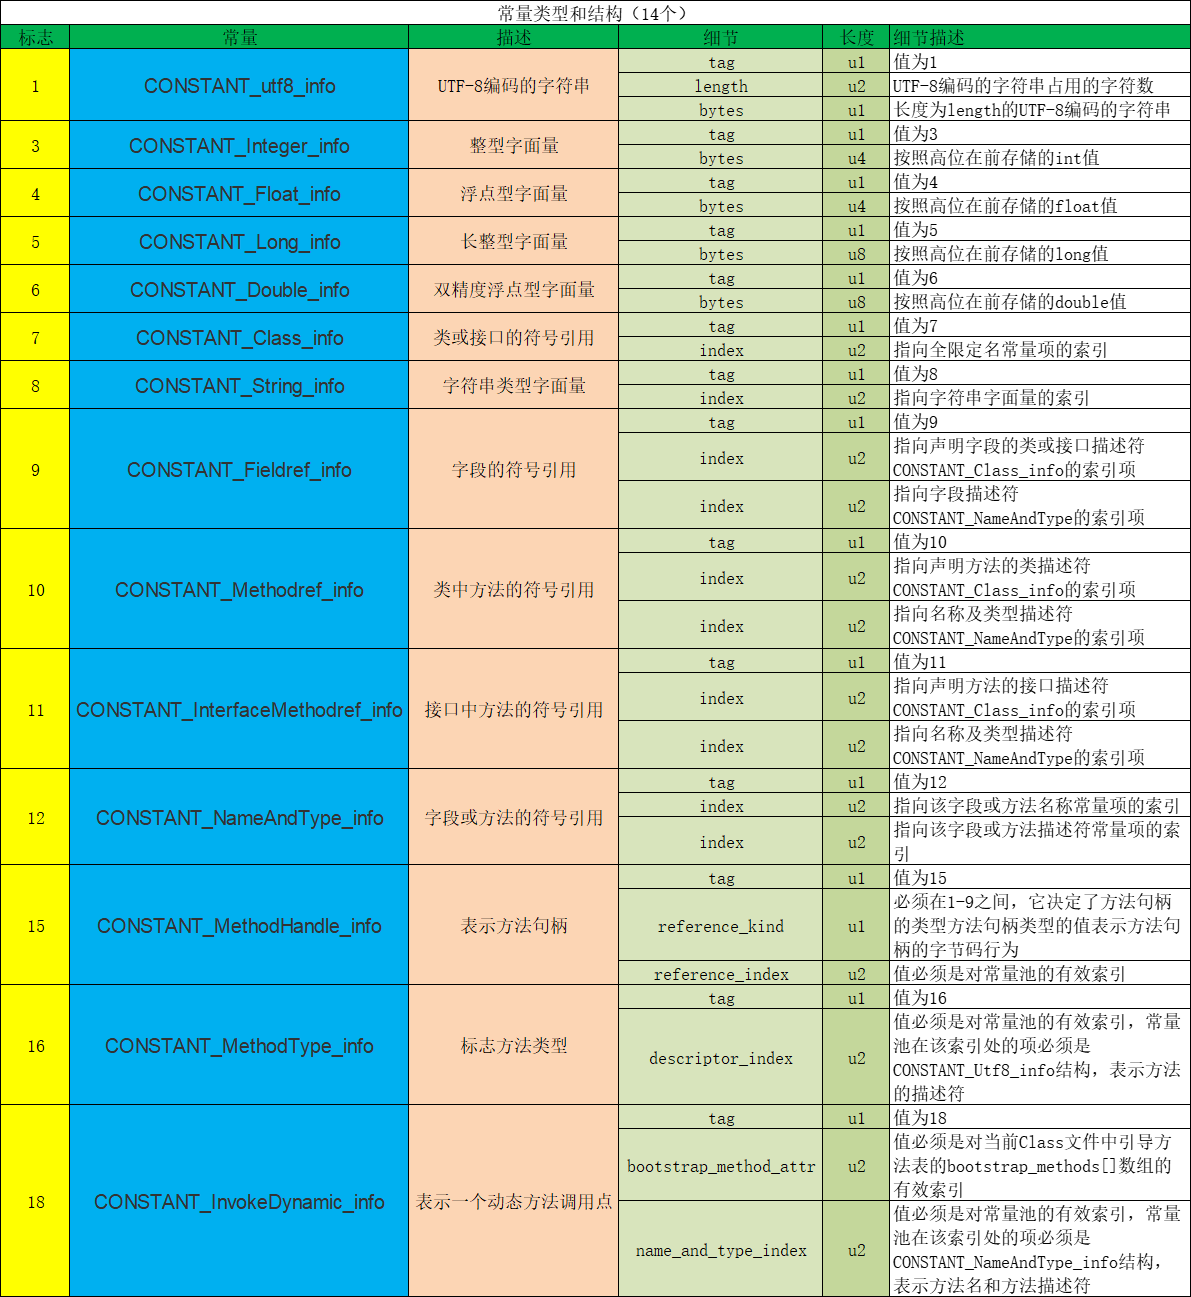 常量类型和结构（14个）
标志 常量 描述 细节 长度 细节描述
1 CONSTANT_utf8_info UTF-8编码的字符串 tag u1 值为1
length u2 UTF-8编码的字符串占用的字符数
bytes u1 长度为length的UTF-8编码的字符串
3 CONSTANT_Integer_info 整型字面量 tag u1 值为3
bytes u4 按照高位在前存储的int值
4 CONSTANT_Float_info 浮点型字面量 tag u1 值为4
bytes u4 按照高位在前存储的float值
5 CONSTANT_Long_info 长整型字面量 tag u1 值为5
bytes u8 按照高位在前存储的long值
6 CONSTANT_Double_info 双精度浮点型字面量 tag u1 值为6
bytes u8 按照高位在前存储的double值
7 CONSTANT_Class_info 类或接口的符号引用 tag u1 值为7
index u2 指向全限定名常量项的索引
8 CONSTANT_String_info 字符串类型字面量 tag u1 值为8
index u2 指向字符串字面量的索引
9 CONSTANT_Fieldref_info 字段的符号引用 tag u1 值为9
index u2 指向声明字段的类或接口描述符
CONSTANT_Class_info的索引项
index u2 指向字段描述符
CONSTANT_NameAndType的索引项
10 CONSTANT_Methodref_info 类中方法的符号引用 tag u1 值为10
index u2 指向声明方法的类描述符
CONSTANT_Class_info的索引项
index u2 指向名称及类型描述符
CONSTANT_NameAndType的索引项
11 CONSTANT_InterfaceMethodref_info 接口中方法的符号引用 tag u1 值为11
index u2 指向声明方法的接口描述符
CONSTANT_Class_info的索引项
index u2 指向名称及类型描述符
CONSTANT_NameAndType的索引项
12 CONSTANT_NameAndType_info 字段或方法的符号引用 tag u1 值为12
index u2 指向该字段或方法名称常量项的索引
index u2 指向该字段或方法描述符常量项的索
引
15 CONSTANT_MethodHandle_info 表示方法句柄 tag u1 值为15
reference_kind u1 必须在1-9之间，它决定了方法句柄
的类型方法句柄类型的值表示方法句
柄的字节码行为
reference_index u2 值必须是对常量池的有效索引
16 CONSTANT_MethodType_info 标志方法类型 tag u1 值为16
descriptor_index u2 值必须是对常量池的有效索引，常量
池在该索引处的项必须是
CONSTANT_Utf8_info结构，表示方法
的描述符
18 CONSTANT_InvokeDynamic_info 表示一个动态方法调用点 tag u1 值为18
bootstrap_method_attr u2 值必须是对当前Class文件中引导方
法表的bootstrap_methods[]数组的
有效索引
name_and_type_index u2 值必须是对常量池的有效索引，常量
池在该索引处的项必须是
CONSTANT_NameAndType_info结构，
表示方法名和方法描述符